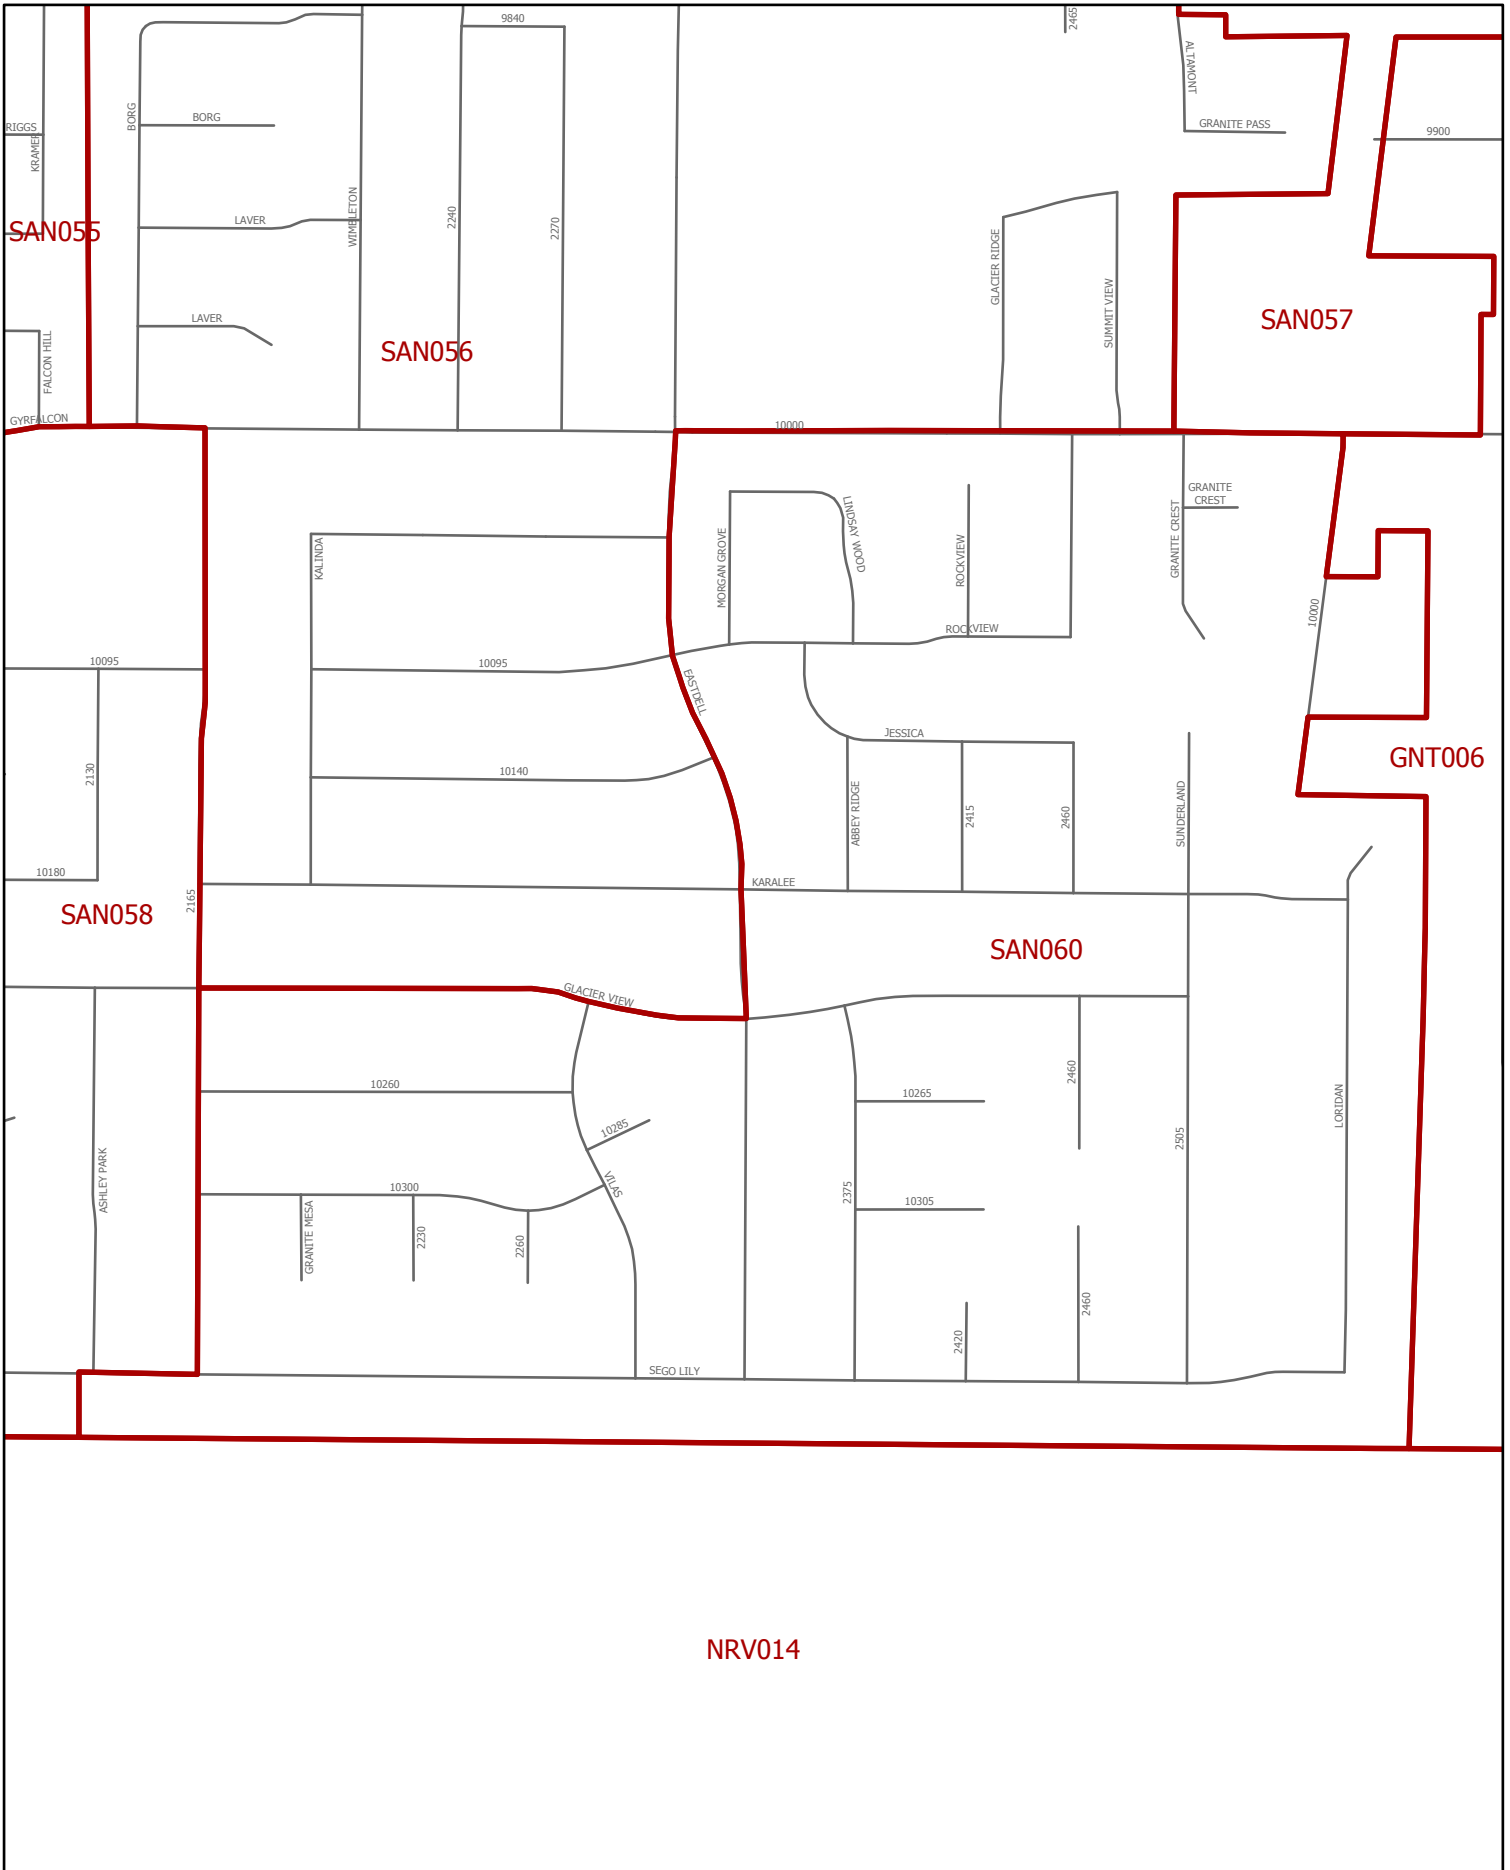 9840
2465
ALTAMONT
BORG
BORG
RIGGS
KRAMER
GRANITE PASS
9900
SAN055
LAVER
WIMBLETON
2240
2270
GLACIER RIDGE
SUMMIT VIEW
SAN057
LAVER
SAN056
FALCON HILL
GYRFALCON
10000
GRANITE
CREST
GRANITE CREST
LINDSAY WOOD
MORGAN GROVE
ROCKVIEW
KALINDA
10000
ROCKVIEW
10095
10095
EASTDELL
JESSICA
GNT006
2130
10140
ABBEY RIDGE
2415
2460
SUNDERLAND
10180
KARALEE
2165
SAN058
SAN060
GLACIER VIEW
10260
2460
10265
LORIDAN
10285
2505
ASHLEY PARK
VILAS
10300
2375
10305
GRANITE MESA
2230
2260
2460
2420
SEGO LILY
NRV014